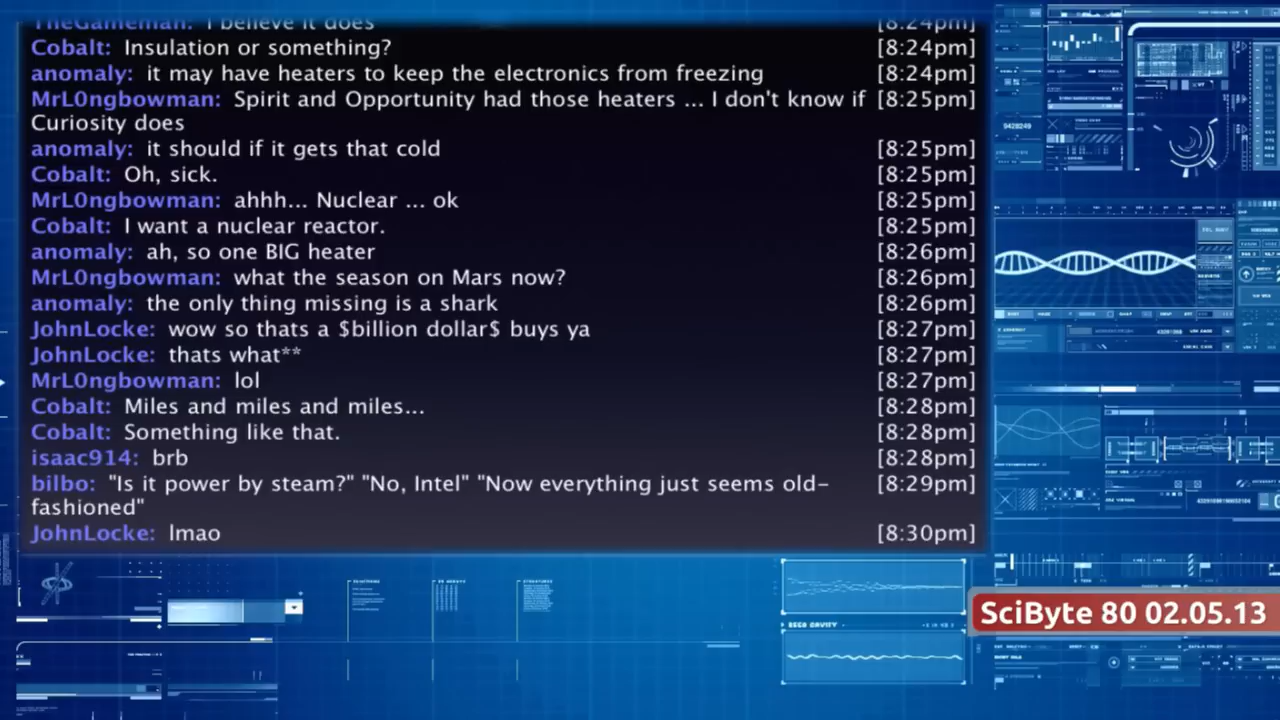 TheGameman: I believe it does [8:24pm]
Cobalt: Insulation or something? [8:24pm]
anomaly: it may have heaters to keep the electronics from freezing [8:24pm]
MrL0ngbowman: Spirit and Opportunity had those heaters ... I don't know if [8:25pm]
Curiosity does
anomaly: it should if it gets that cold [8:25pm]
Cobalt: Oh, sick. [8:25pm]
MrL0ngbowman: ahhh... Nuclear ... ok [8:25pm]
Cobalt: I want a nuclear reactor. [8:25pm]
anomaly: ah, so one BIG heater [8:26pm]
MrL0ngbowman: what the season on Mars now? [8:26pm]
anomaly: the only thing missing is a shark [8:26pm]
JohnLocke: wow so thats a $billion dollar$ buys ya [8:27pm]
JohnLocke: thats what** [8:27pm]
MrL0ngbowman: lol [8:27pm]
Cobalt: Miles and miles and miles... [8:28pm]
Cobalt: Something like that. [8:28pm]
isaac914: brb [8:28pm]
bilbo: "Is it power by steam?" "No, Intel" "Now everything just seems old- [8:29pm]
fashioned"
JohnLocke: lmao [8:30pm]
SciByte 80 02.05.13